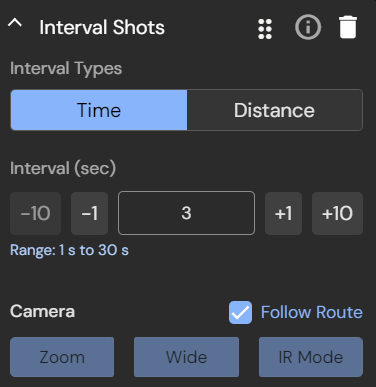 Interval Shots
Interval Types
Time Distance
Interval (sec)
-10 -1 3 +1 +10
Range: 1 s to 30 s
Camera Follow Route
Zoom Wide IR Mode